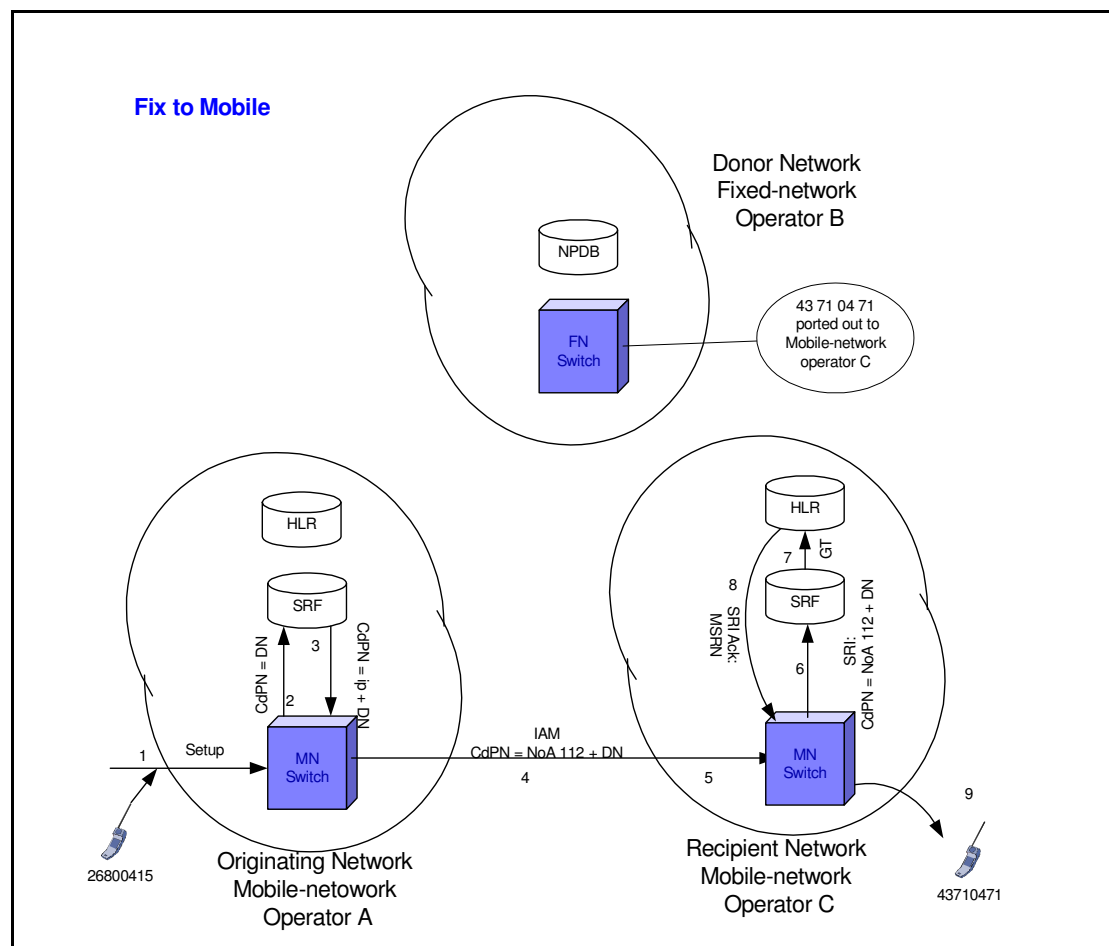 Fix to Mobile
Donor Network
Fixed-network
Operator B
NPDB
FN
Switch
43 71 04 71
ported out to
Mobile-network
operator C
HLR
SRF
CdPN = DN
2
3
CdPN = ip + DN
1
Setup
MN
Switch
26800415
Originating Network
Mobile-netowork
Operator A
IAM
CdPN = NoA 112 + DN
4
5
HLR
7
GT
8
SRI Ack:
MSRN
SRF
6
SRI:
CdPN = NoA 112 + DN
MN
Switch
9
43710471
Recipient Network
Mobile-network
Operator C